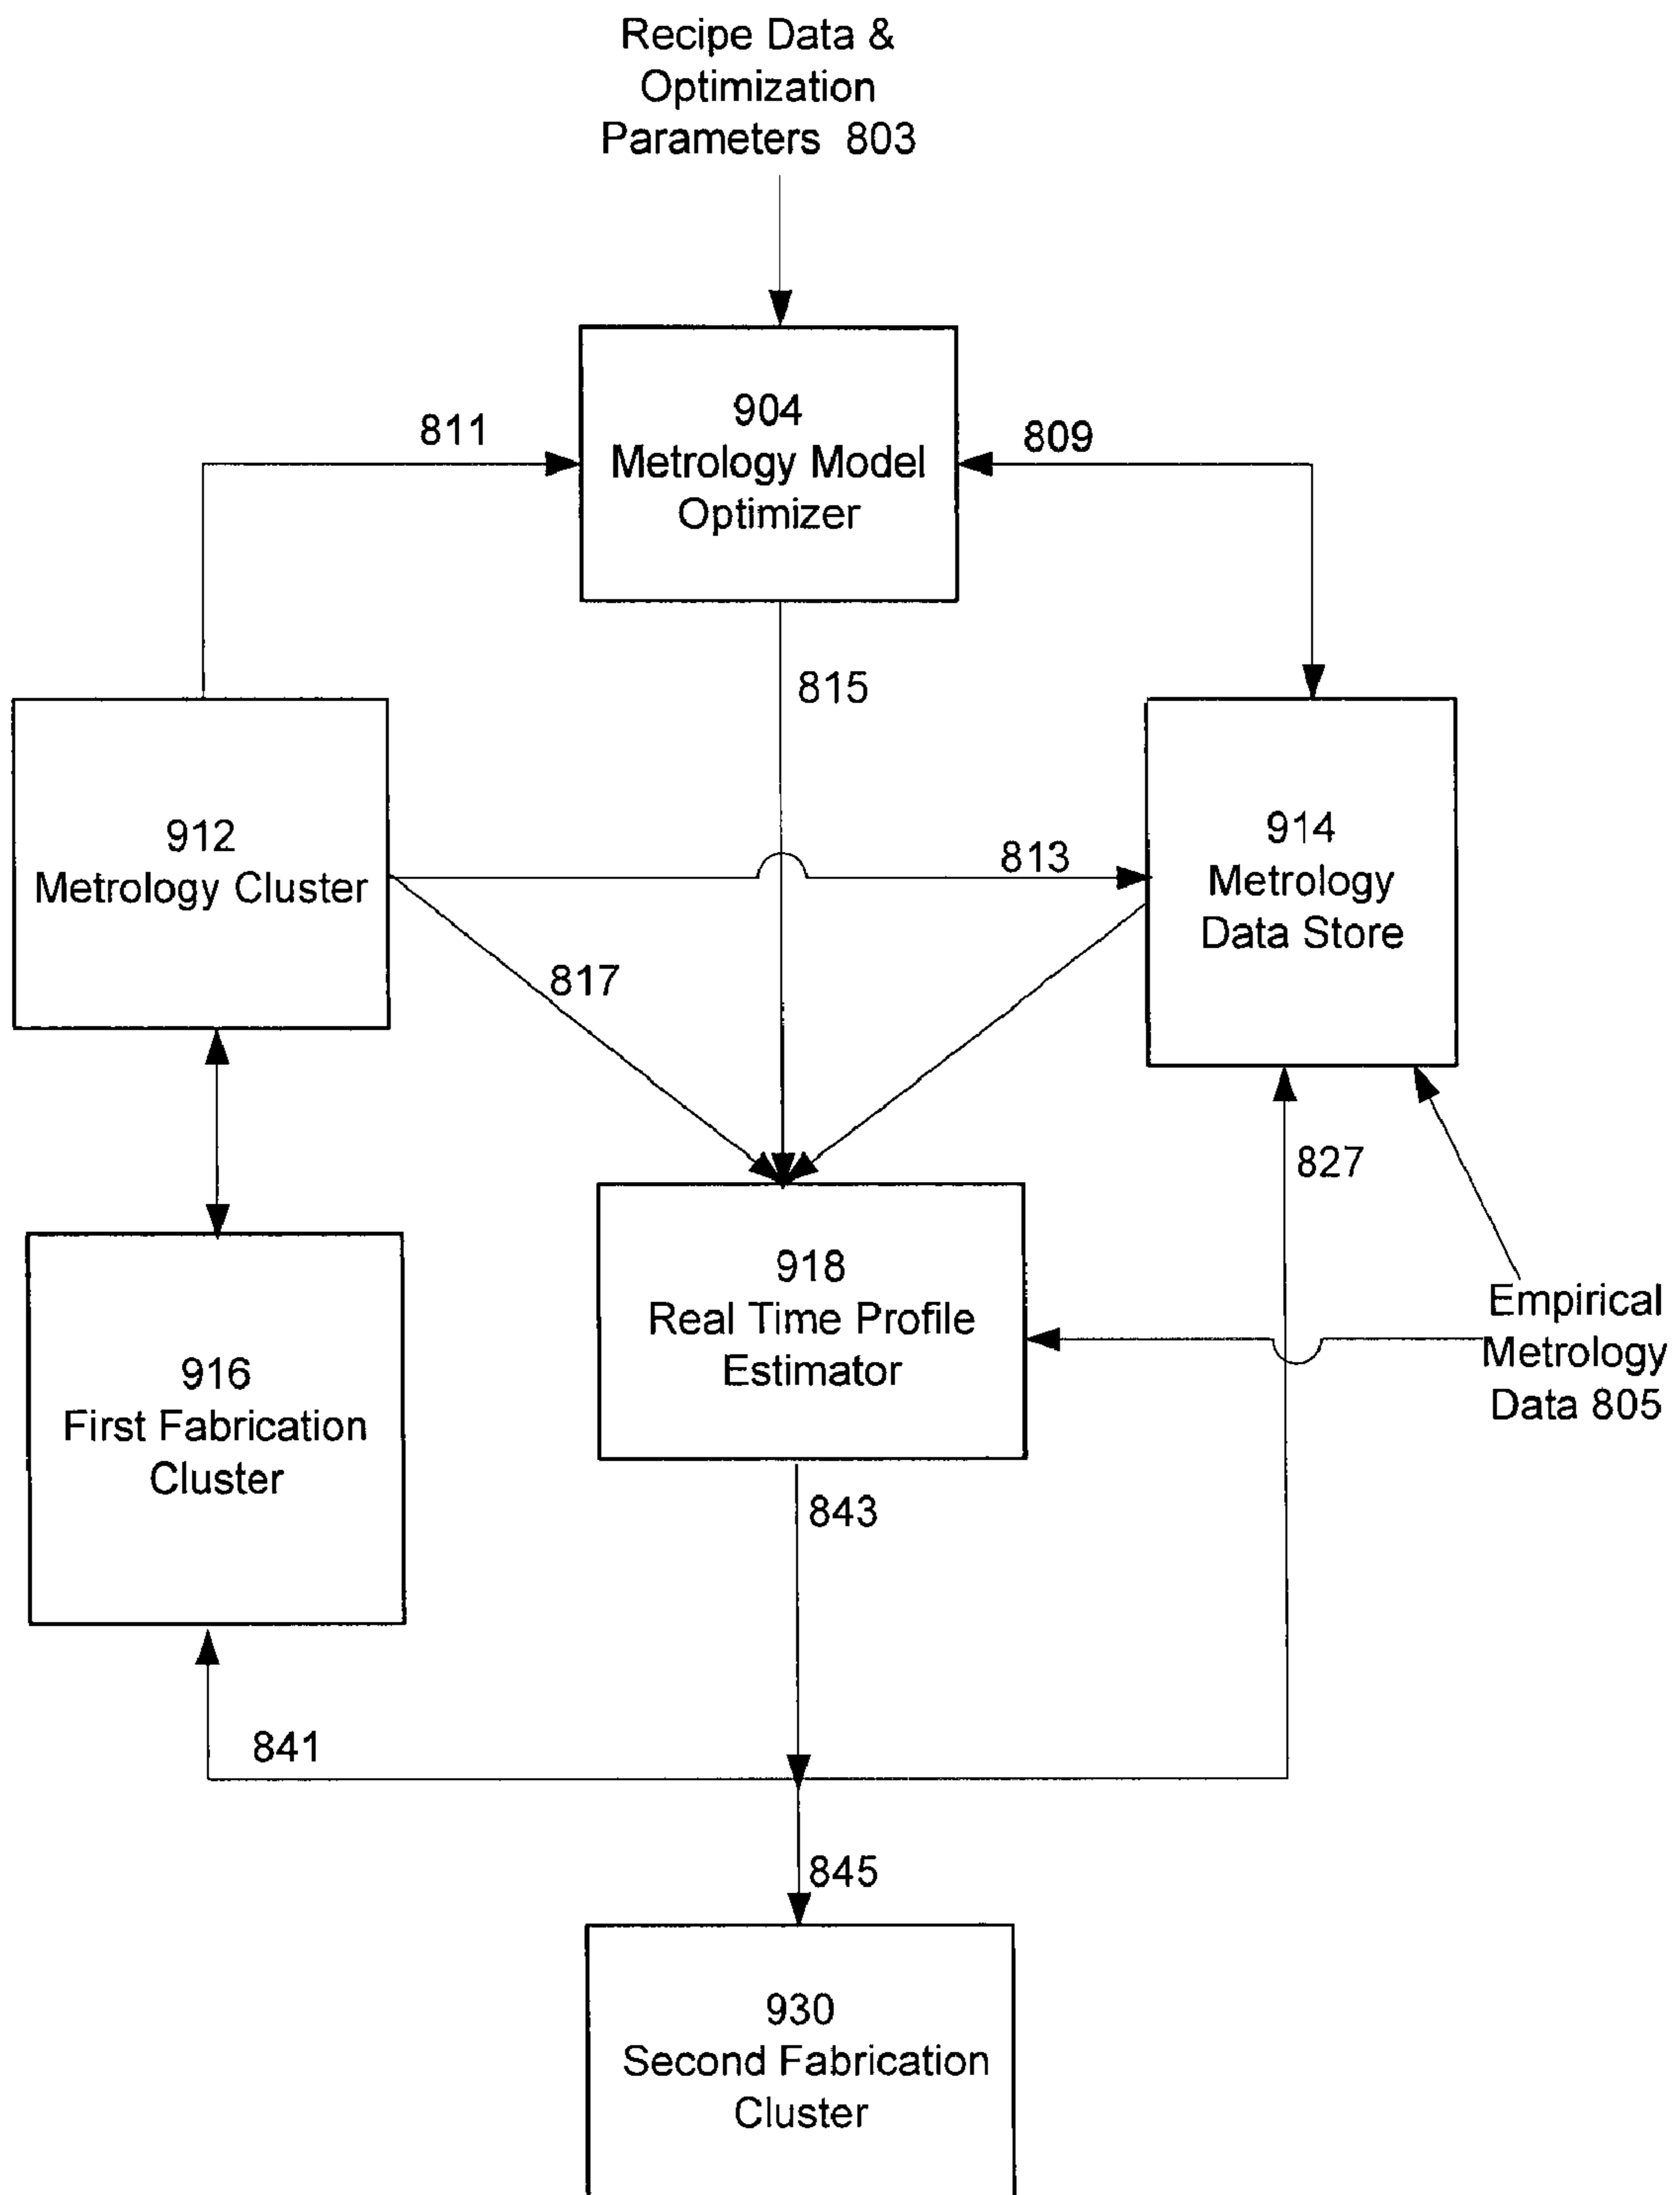 Recipe Data &
Optimization
Parameters 803
904
Metrology Model
Optimizer
811
809
815
912
Metrology Cluster
813
914
Metrology
Data Store
817
827
918
Real Time Profile
Estimator
Empirical
Metrology
Data 805
916
First Fabrication
Cluster
843
841
845
930
Second Fabrication
Cluster